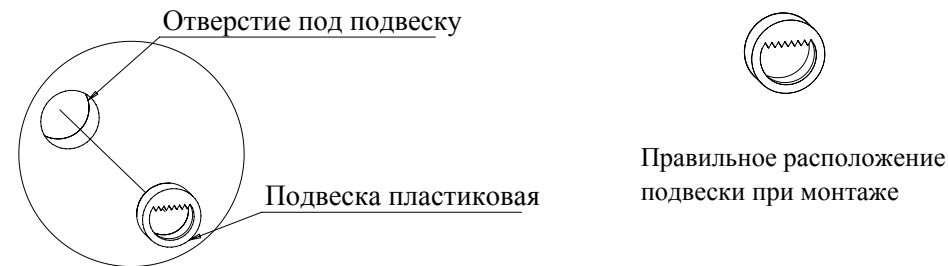 Отверстие под подвеску
Подвеска пластиковая
Правильное расположение
подвески при монтаже